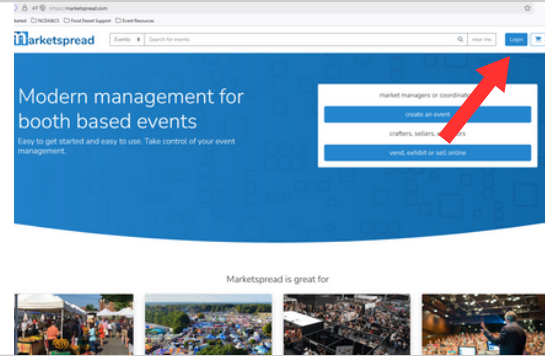 https://marketspread.com
NCDA&CS Food Desert Support Event Resources
marketspread Events Search for events near me Login
Modern management for
booth based events
Easy to get started and easy to use. Take control of your event
management.
market managers or coordinators
create an event
crafters, sellers,
vend, exhibit or sell online
Marketspread is great for